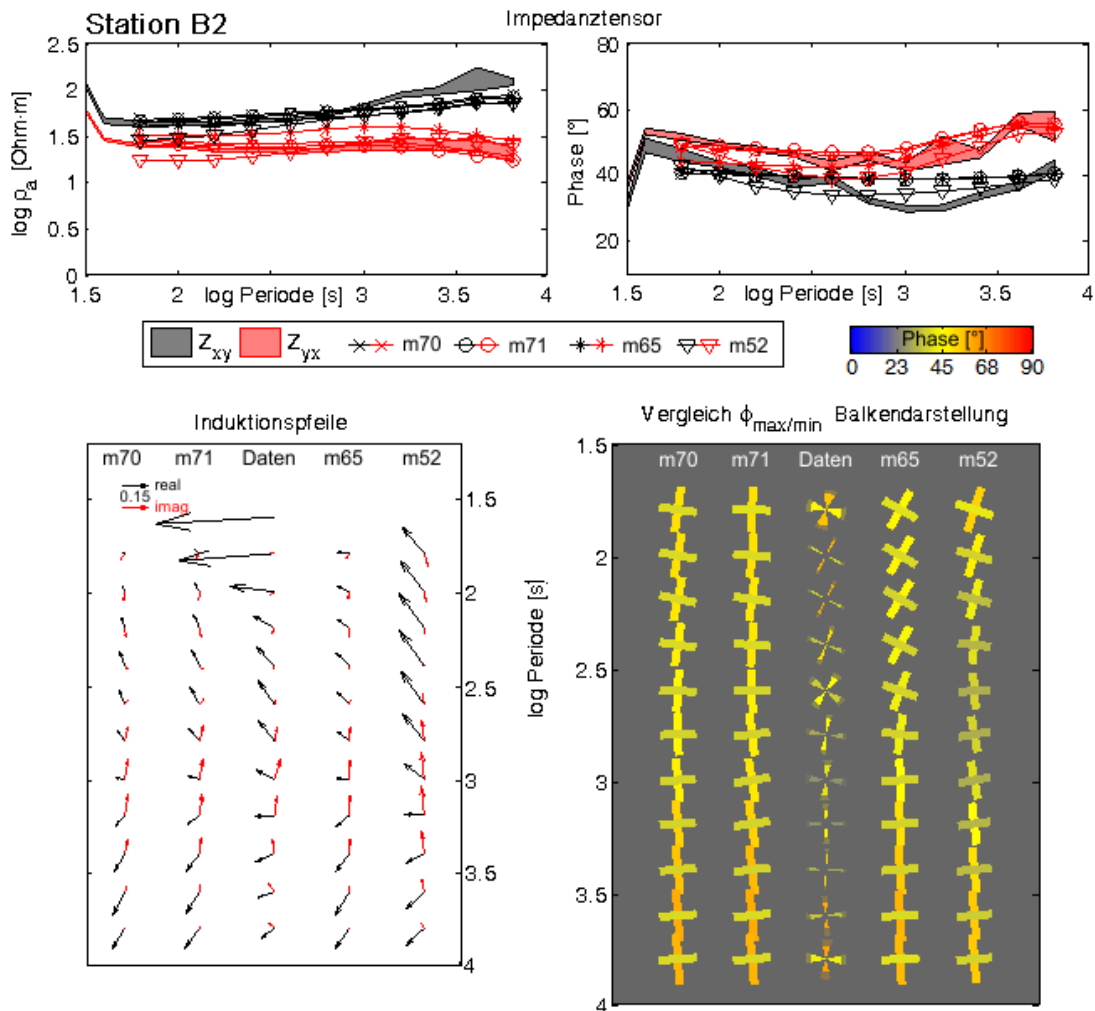 Station B2
Impedanztensor
log ρa [Ohm·m]
2.5
2
1.5
1
0.5
0
1.5 2 3 3.5 4
log Periode [s]
Phase [°]
80
60
40
20
1.5 2 3 3.5 4
log Periode [s]
Zxy Zyx m70 m71 m65 m52
Phase [°]
0 23 45 68 90
Induktionspfeile
m70 m71 Daten m65 m52
real
0.15
imag
1.5
2
2.5
3
3.5
4
log Periode [s]
Vergleich ϕmax/min Balkendarstellung
m70 m71 Daten m65 m52
1.5
2
2.5
3
3.5
4
log Periode [s]